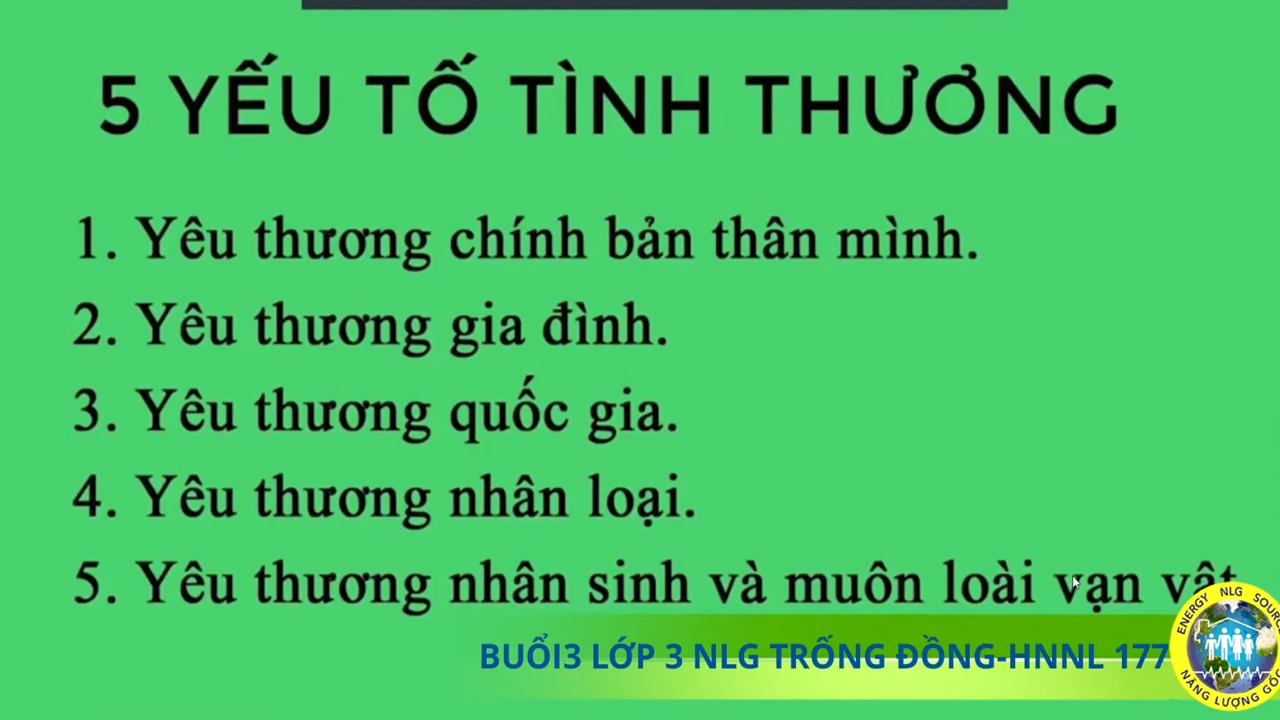 5 YẾU TỐ TÌNH THƯƠNG
1. Yêu thương chính bản thân mình.
2. Yêu thương gia đình.
3. Yêu thương quốc gia.
4. Yêu thương nhân loại.
5. Yêu thương nhân sinh và muôn loài vạn vật
BUỔI3 LỚP 3 NLG TRỐNG ĐỒNG-HNNL 177
ENERGY NLG SOUR
NĂNG LƯỢNG GỐC